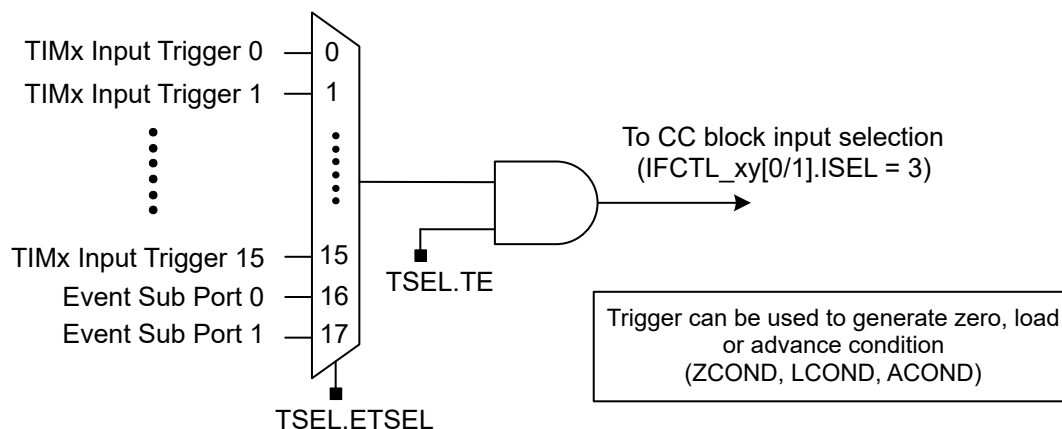 TIMx Input Trigger 0
0
TIMx Input Trigger 1
1
To CC block input selection
(IFCTL_xy[0/1].ISEL = 3)
TIMx Input Trigger 15
15
TSEL.TE
Event Sub Port 0
16
Event Sub Port 1
17
Trigger can be used to generate zero, load
or advance condition
(ZCOND, LCOND, ACOND)
TSEL.ETSEL